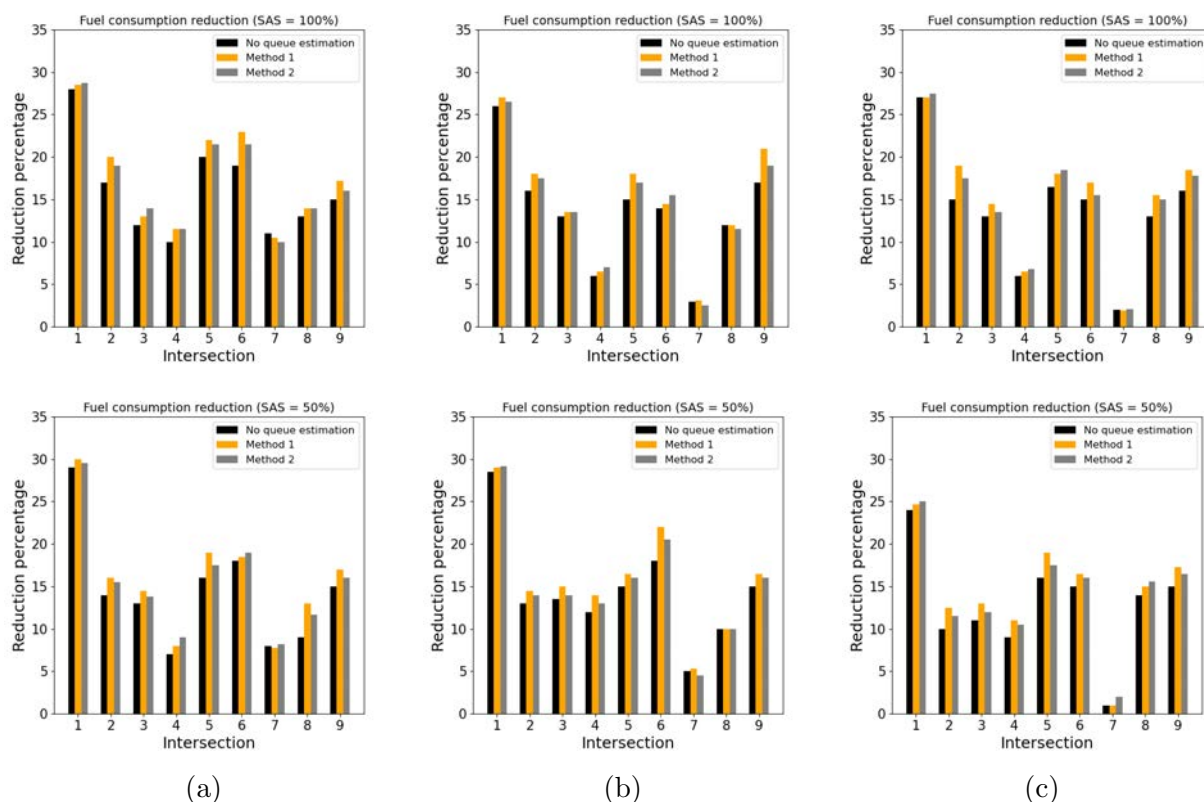 Fuel consumption reduction (SAS = 100%)
No queue estimation
Method 1
Method 2
Reduction percentage
35
30
25
20
15
10
5
0
1 2 3 4 5 6 7 8 9
Intersection
Fuel consumption reduction (SAS = 100%)
No queue estimation
Method 1
Method 2
Reduction percentage
35
30
25
20
15
10
5
0
1 2 3 4 5 6 7 8 9
Intersection
Fuel consumption reduction (SAS = 100%)
No queue estimation
Method 1
Method 2
Reduction percentage
35
30
25
20
15
10
5
0
1 2 3 4 5 6 7 8 9
Intersection
Fuel consumption reduction (SAS = 50%)
No queue estimation
Method 1
Method 2
Reduction percentage
35
30
25
20
15
10
5
0
1 2 3 4 5 6 7 8 9
Intersection
(a)
Fuel consumption reduction (SAS = 50%)
No queue estimation
Method 1
Method 2
Reduction percentage
35
30
25
20
15
10
5
0
1 2 3 4 5 6 7 8 9
Intersection
(b)
Fuel consumption reduction (SAS = 50%)
No queue estimation
Method 1
Method 2
Reduction percentage
35
30
25
20
15
10
5
0
1 2 3 4 5 6 7 8 9
Intersection
(c)